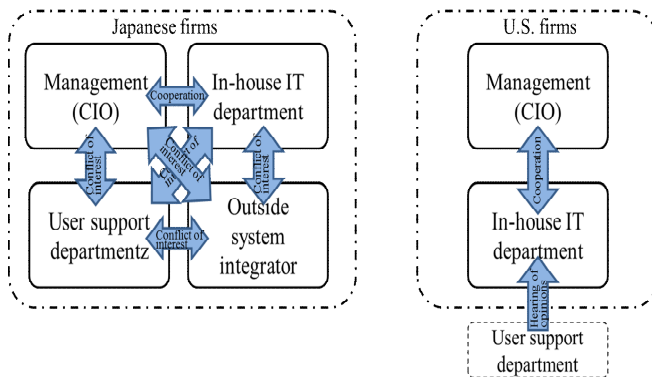 Japanese firms
U.S. firms
Management
(CIO)
In-house IT
department
Cooperation
Conflict of
interest
Conflict of
interest
Conflict of
interest
User support
departmentz
Outside
system
integrator
Conflict of
interest
Management
(CIO)
Cooperation
In-house IT
department
Hearing of
opinions
User support
department